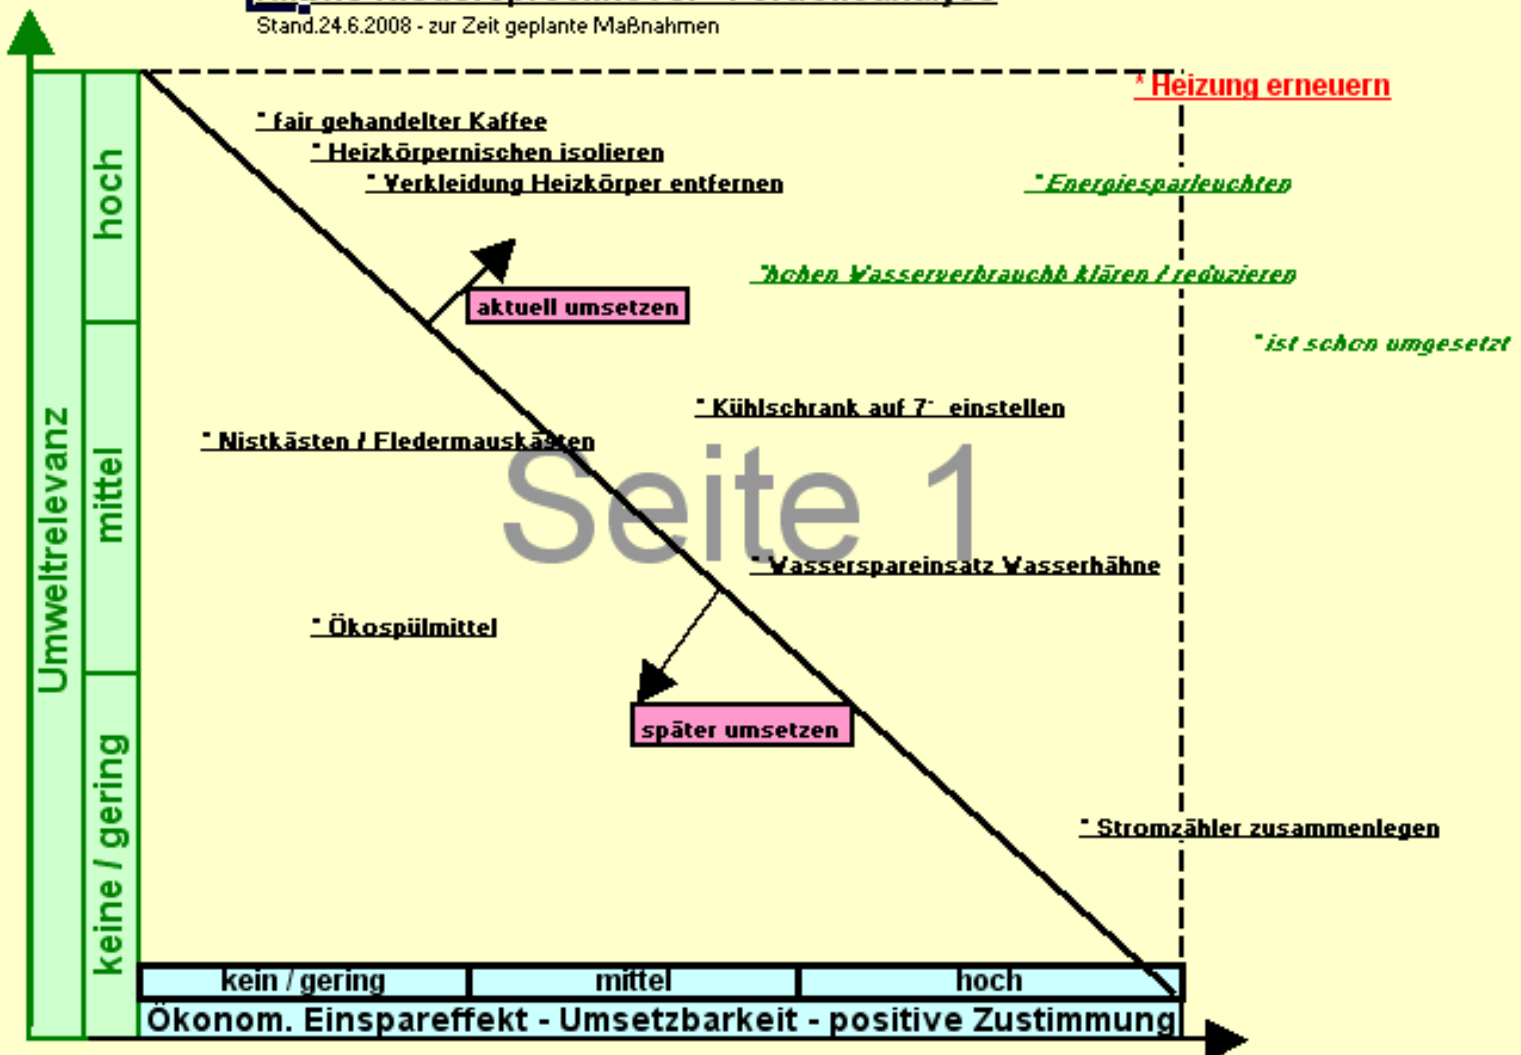 Stand.24.6.2008 - zur Zeit geplante Maßnahmen
* Heizung erneuern
* fair gehandelter Kaffee
* Heizkörpernischen isolieren
* Verkleidung Heizkörper entfernen
* Energiesparleuchten
*hohen Wasserverbrauchh klären / reduzieren
aktuell umsetzen
* ist schon umgesetzt
* Kühlschrank auf 7° einstellen
* Nistkästen / Fledermauskästen
Seite 1
* Wasserspareinsatz Wasserhähne
* Ökospülmittel
später umsetzen
* Stromzähler zusammenlegen
Umweltrelevanz
hoch
mittel
keine / gering
kein / gering
mittel
hoch
Ökonom. Einspareffekt - Umsetzbarkeit - positive Zustimmung